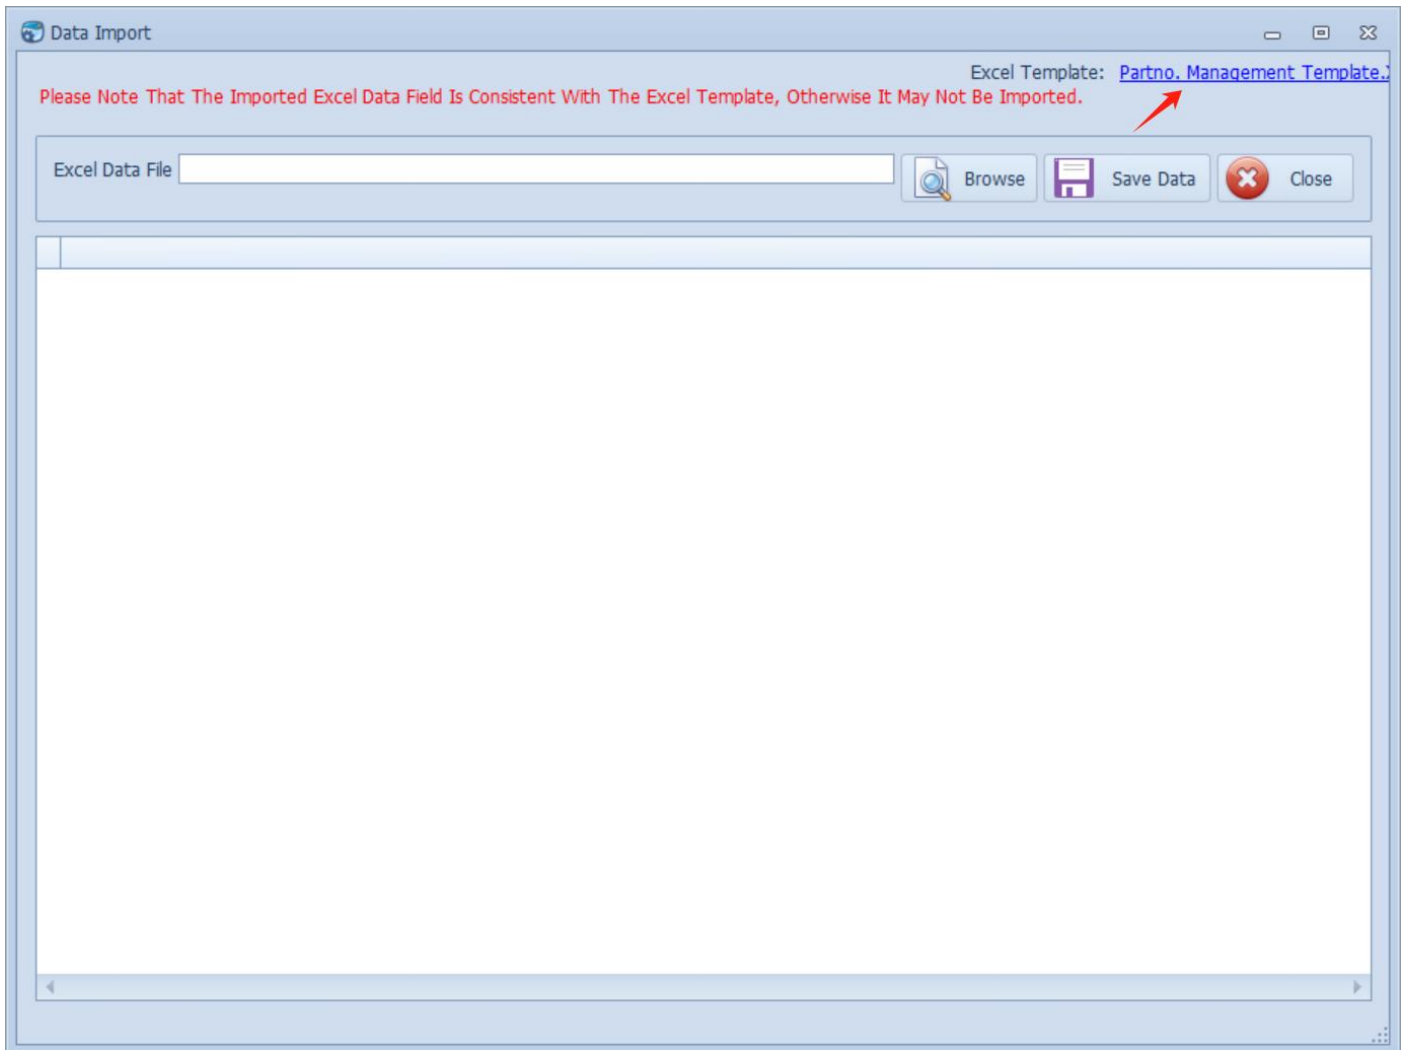 Data Import
Excel Template: Partno. Management Template.
Please Note That The Imported Excel Data Field Is Consistent With The Excel Template, Otherwise It May Not Be Imported.
Excel Data File
Browse
Save Data
Close